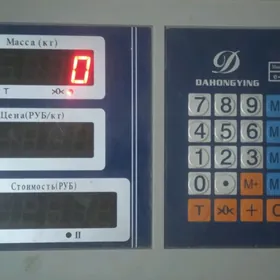 Масса (кг)
0
T >0<
Цена(РУБ/кг)
Стоимость(РУБ)
D
DAHONGYING
7 8 9 M
4 5 6 M
1 2 3 M
0 • M+ M
T >0< + C